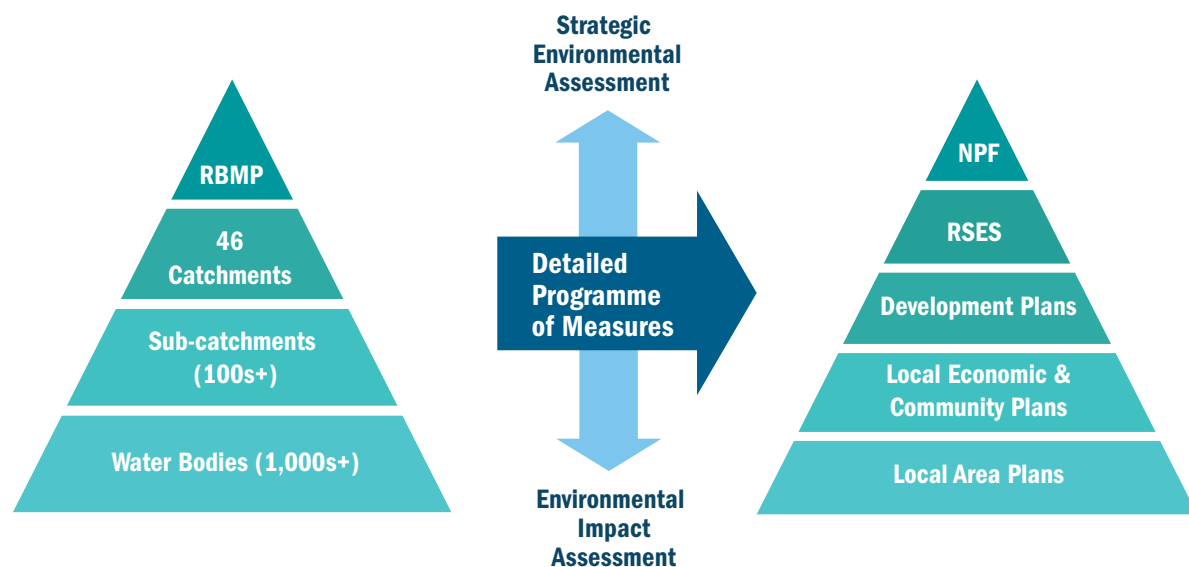 RBMP
46
Catchments
Sub-catchments
(100s+)
Water Bodies (1,000s+)
Strategic
Environmental
Assessment
Detailed
Programme
of Measures
Environmental
Impact
Assessment
NPF
RSES
Development Plans
Local Economic &
Community Plans
Local Area Plans